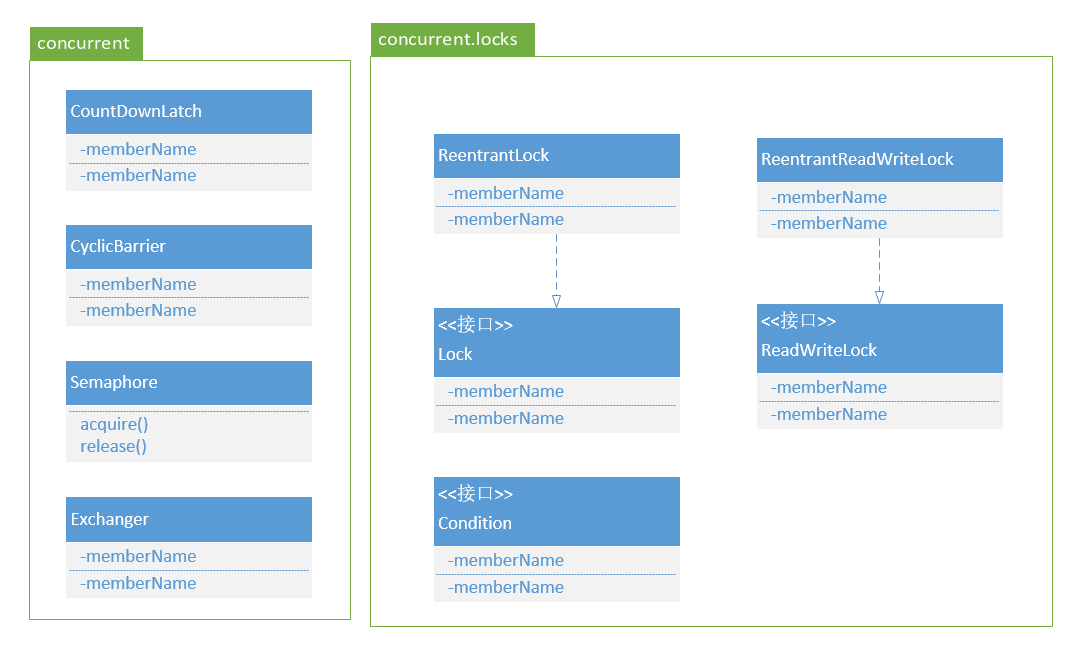 concurrent
CountDownLatch
-memberName
-memberName
CyclicBarrier
-memberName
-memberName
Semaphore
acquire()
release()
Exchanger
-memberName
-memberName
concurrent.locks
ReentrantLock
-memberName
-memberName
<<接口>>
Lock
-memberName
-memberName
<<接口>>
Condition
-memberName
-memberName
ReentrantReadWriteLock
-memberName
-memberName
<<接口>>
ReadWriteLock
-memberName
-memberName